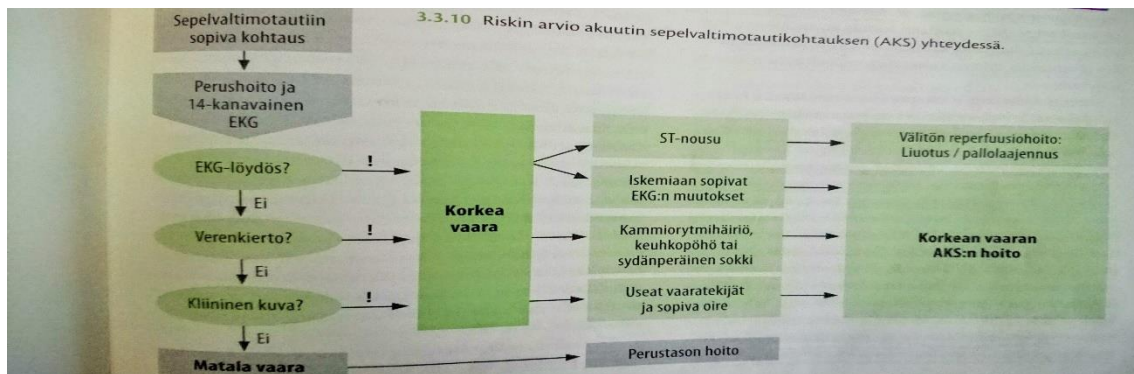 3.3.10 Riskin arvio akuutin sepelvaltimotautikohtauksen (AKS) yhteydessä.
Sepelvaltimotautiin
sopiva kohtaus
Perushoito ja
14-kanavainen
EKG
EKG-löydös?
!
Ei
Verenkierto?
!
Ei
Kliininen kuva?
!
Ei
Matala vaara
Korkea
vaara
ST-nousu
Iskemiaan sopivat
EKG:n muutokset
Kammiorytmihäiriö,
keuhkopöhö tai
sydänperäinen sokki
Useat vaaratekijät
ja sopiva oire
Perustason hoito
Välitön reperfuusiohoito:
Liuotus / pallolaajennus
Korkean vaaran
AKS:n hoito